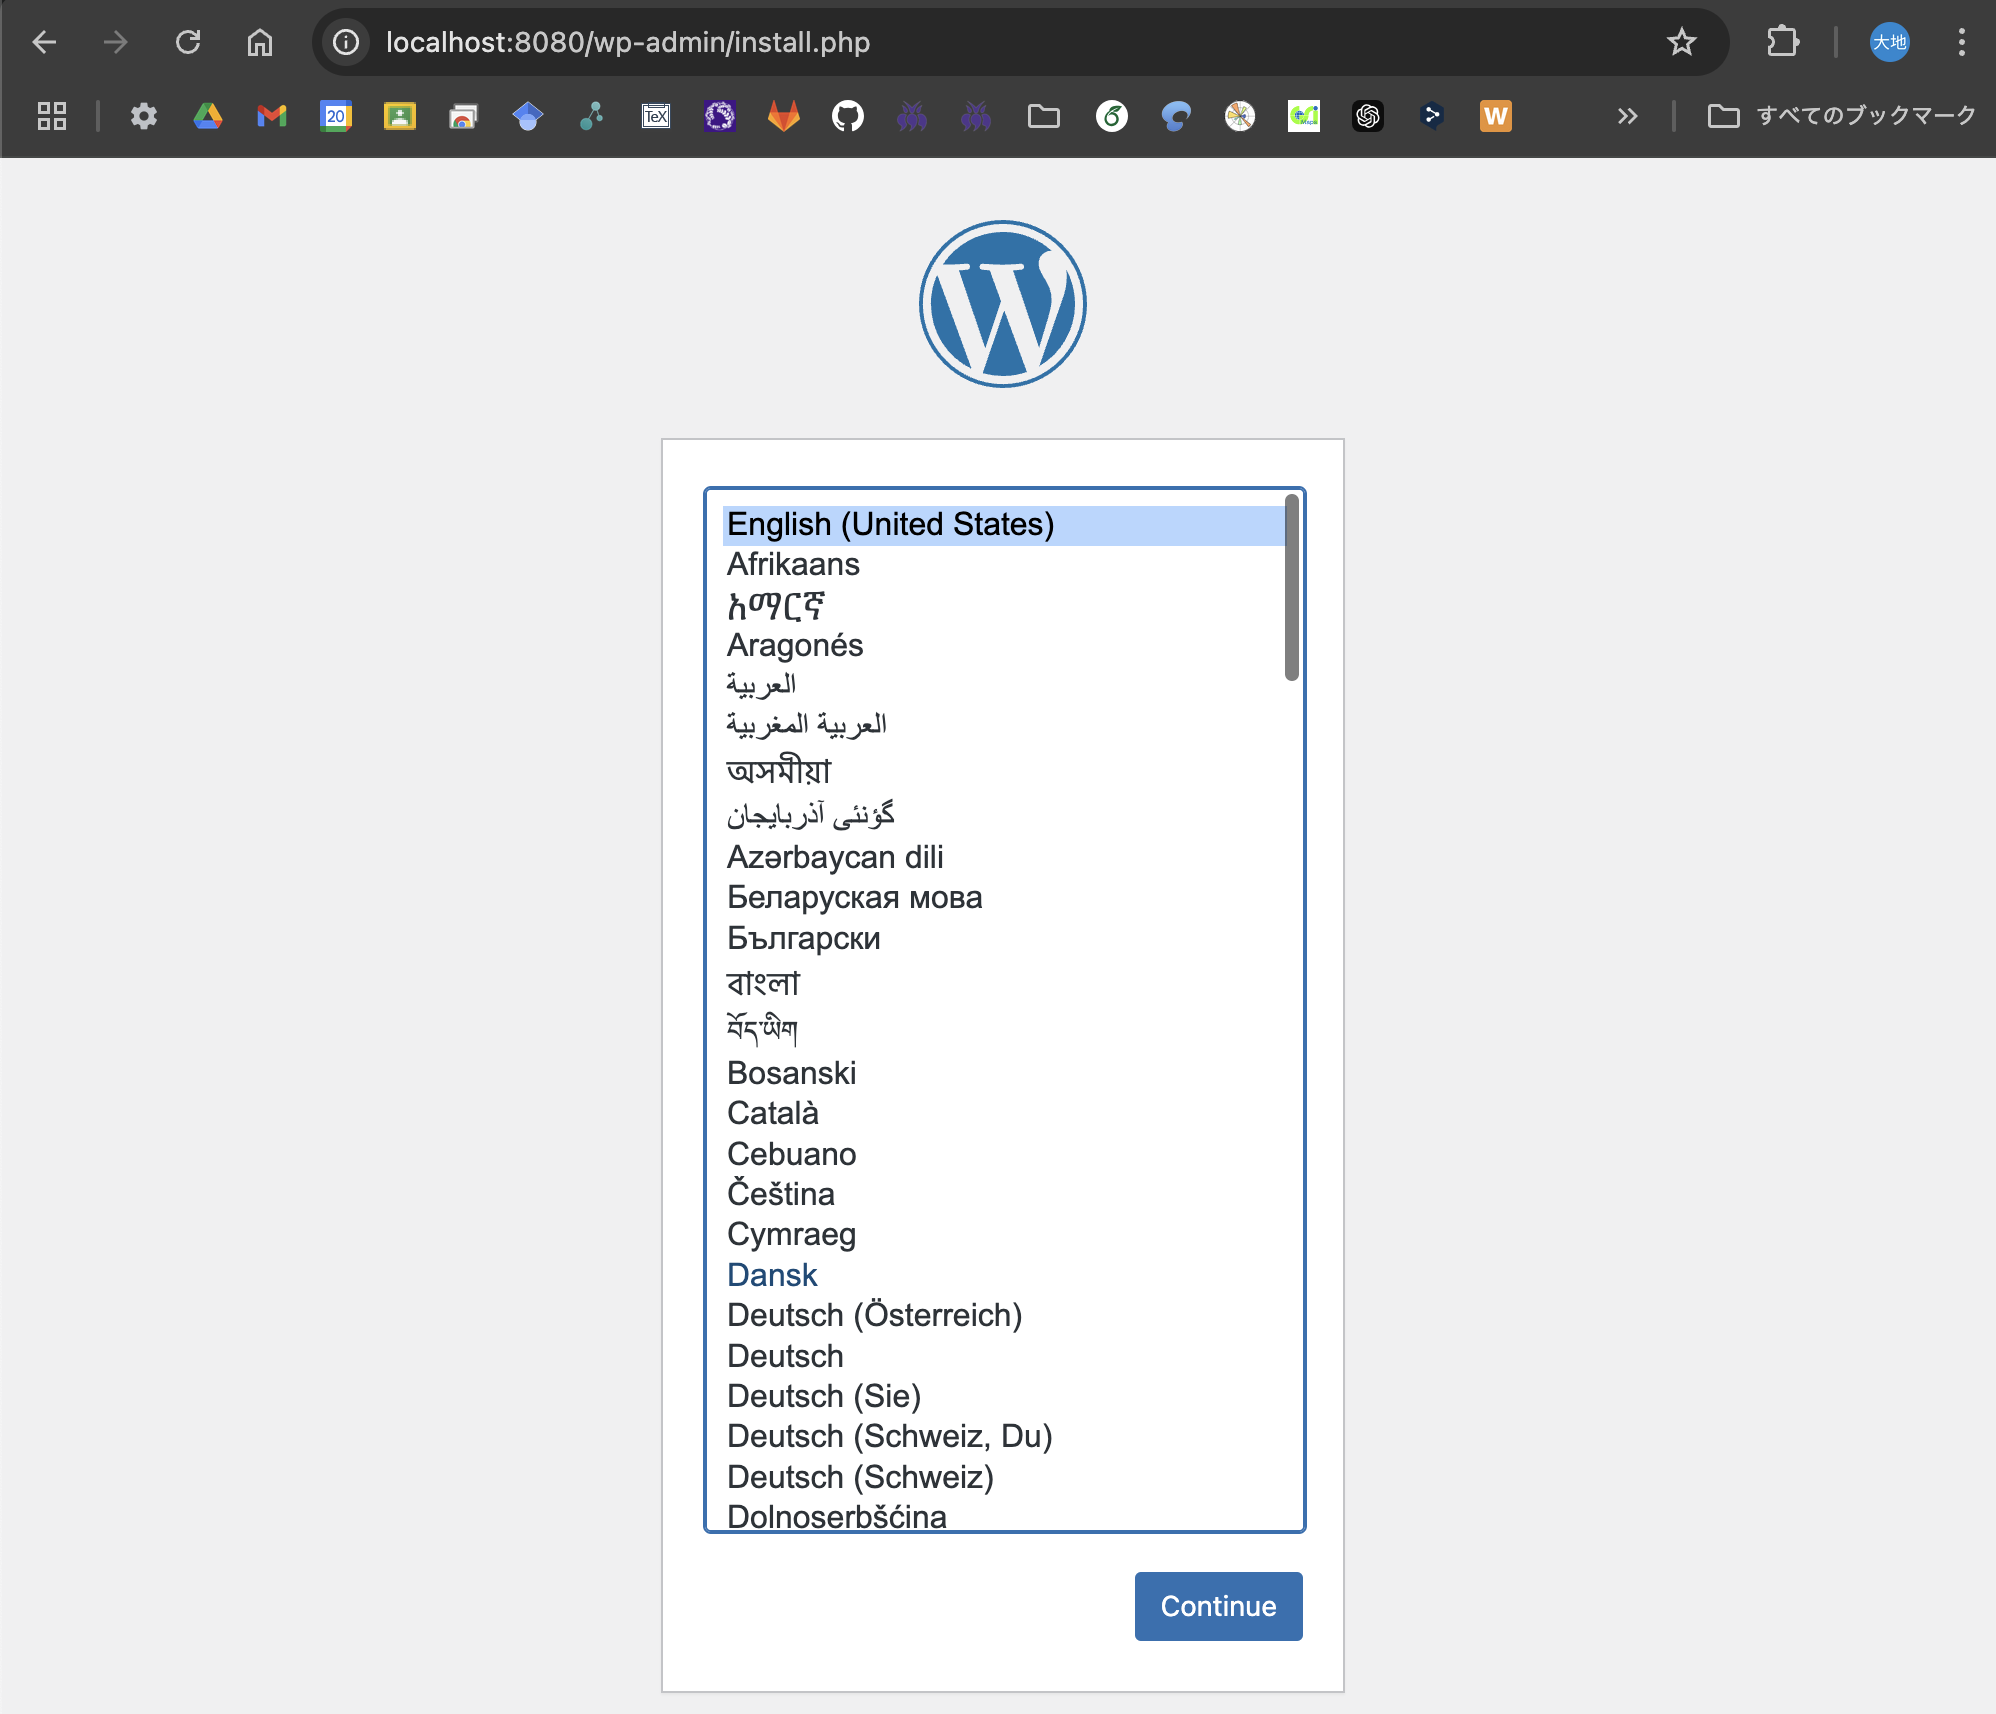 localhost:8080/wp-admin/install.php
大地
20
TeX
Maps
W
すべてのブックマーク
W
English (United States)
Afrikaans
አማርኛ
Aragonés
العربية
العربية المغربية
অসমীয়া
گؤنئی آذربایجان
Azərbaycan dili
Беларуская мова
Български
বাংলা
བོད་ཡིག
Bosanski
Català
Cebuano
Čeština
Cymraeg
Dansk
Deutsch (Österreich)
Deutsch
Deutsch (Sie)
Deutsch (Schweiz, Du)
Deutsch (Schweiz)
Dolnoserbšćina
Continue